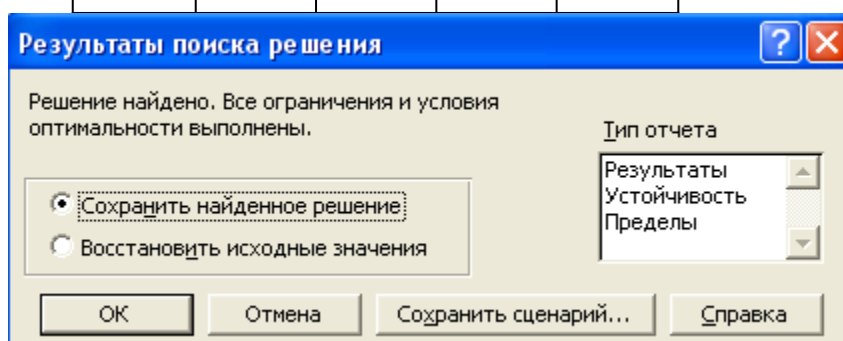 Результаты поиска решения
Решение найдено. Все ограничения и условия
оптимальности выполнены.
Тип отчета
Результаты
Устойчивость
Пределы
Сохранить найденное решение
Восстановить исходные значения
ОК
Отмена
Сохранить сценарий...
Справка